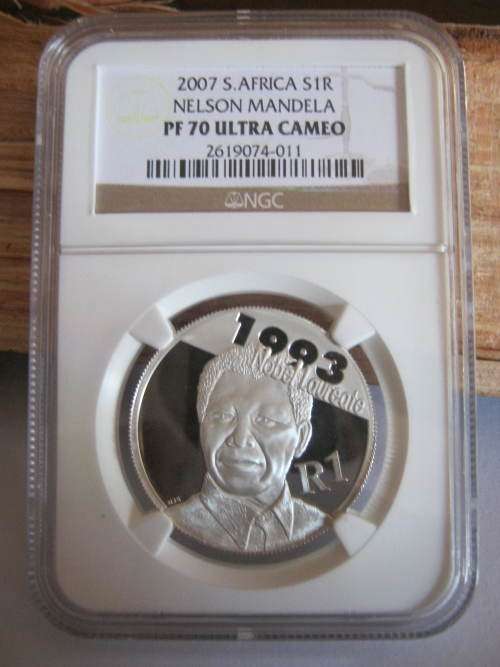 2007 S.AFRICA S1R
NELSON MANDELA
PF 70 ULTRA CAMEO
2619074-011
NGC
1993
Nobel Laureate
R1